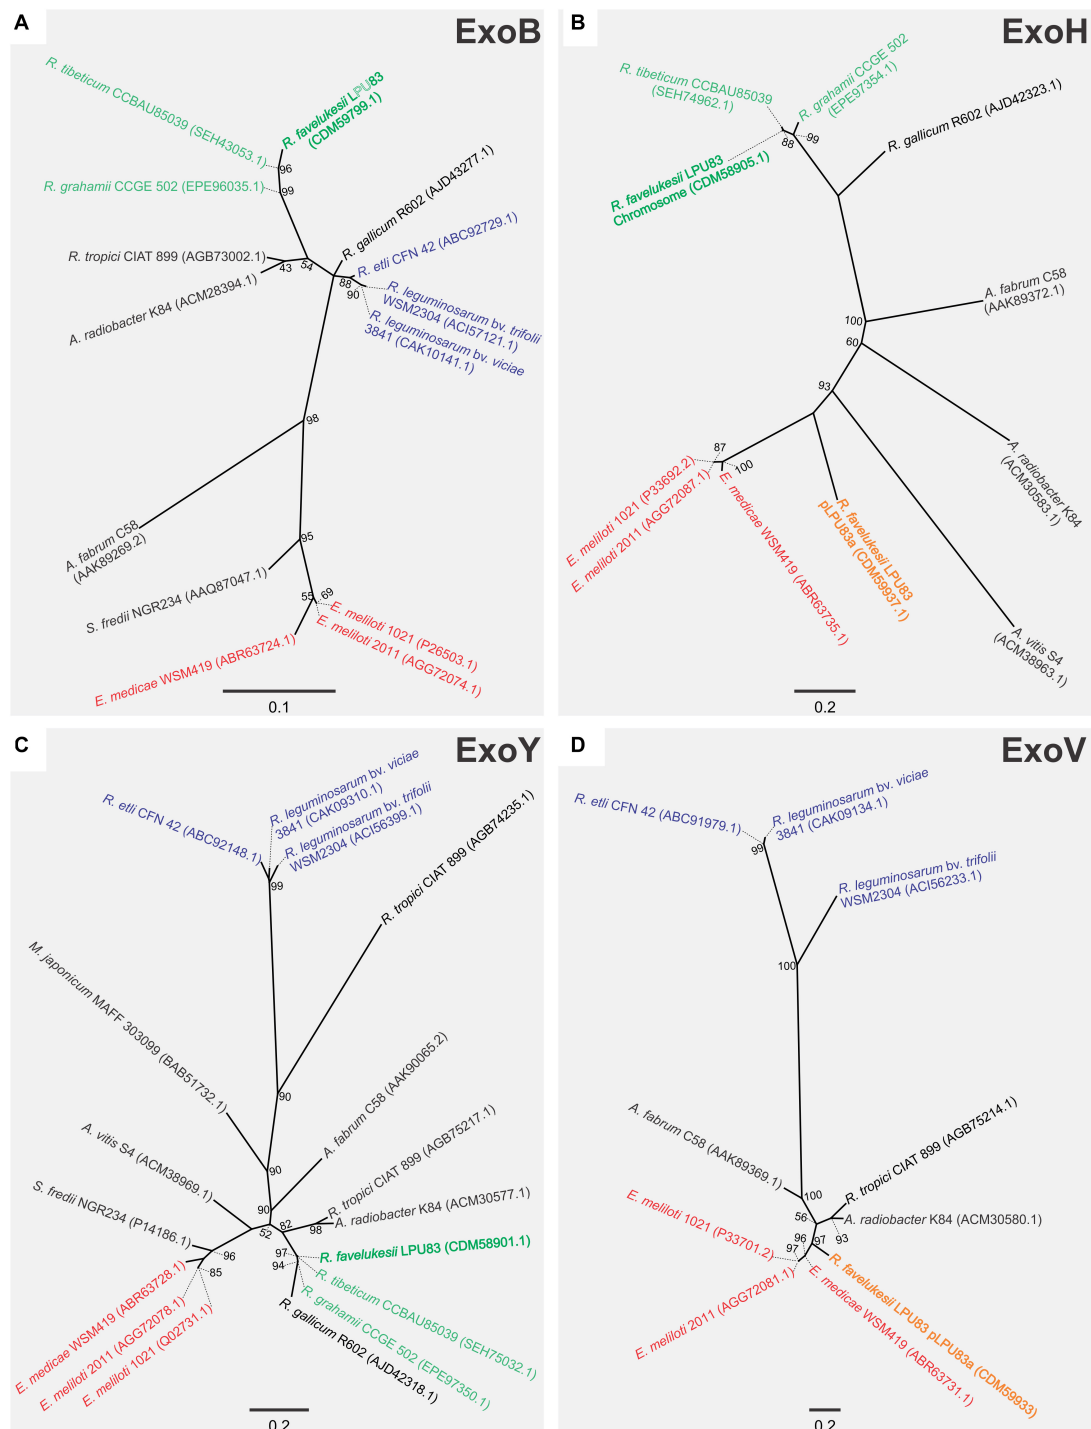 A
ExoB
R. tibeticum CCBAU85039 (SEH43053.1)
R. favelukesii LPU83
(CDM59799.1)
96
R. grahamii CCGE 502 (EPE96035.1)
99
R. gallicum R602 (AJD43277.1)
R. tropici CIAT 899 (AGB73002.1)
43
54
R. etli CFN 42 (ABC92729.1)
88
90
A. radiobacter K84 (ACM28394.1)
R. leguminosarum bv. trifolii
WSM2304 (ACI57121.1)
R. leguminosarum bv. viciae
3841 (CAK10141.1)
98
A. fabrum C58
(AAK89269.2)
95
S. fredii NGR234 (AAQ87047.1)
55
69
E. meliloti 1021 (P26503.1)
E. meliloti 2011 (AGG72074.1)
E. medicae WSM419 (ABR63724.1)
0.1
B
ExoH
R. tibeticum CCBAU85039
(SEH74962.1)
R. grahamii CCGE 502
(EPE97354.1)
88
99
R. gallicum R602 (AJD42323.1)
R. favelukesii LPU83
Chromosome (CDM58905.1)
A. fabrum C58
(AAK89372.1)
100
60
93
A. radiobacter K84
(ACM30583.1)
87
100
E. meliloti 1021 (P33692.2)
E. meliloti 2011 (AGG72087.1)
E. medicae WSM419 (ABR63735.1)
R. favelukesii LPU83
pLPU83a (CDM59937.1)
A. vitis S4
(ACM38963.1)
0.2
C
ExoY
R. etli CFN 42 (ABC92148.1)
R. leguminosarum bv. viciae
3841 (CAK09310.1)
R. leguminosarum bv. trifolii
WSM2304 (ACI56399.1)
99
R. tropici CIAT 899 (AGB74235.1)
M. japonicum MAFF 303099 (BAB51732.1)
90
A. fabrum C58 (AAK90065.2)
90
A. vitis S4 (ACM38969.1)
90
R. tropici CIAT 899 (AGB75217.1)
S. fredii NGR234 (P14186.1)
52
82
98
A. radiobacter K84 (ACM30577.1)
96
97
R. favelukesii LPU83 (CDM58901.1)
94
85
E. medicae WSM419 (ABR63728.1)
E. meliloti 2011 (AGG72078.1)
E. meliloti 1021 (Q02731.1)
R. tibeticum CCBAU85039 (SEH75032.1)
R. grahamii CCGE 502 (EPE97350.1)
R. gallicum R602 (AJD42318.1)
0.2
D
ExoV
R. etli CFN 42 (ABC91979.1)
R. leguminosarum bv. viciae
3841 (CAK09134.1)
99
R. leguminosarum bv. trifolii
WSM2304 (ACI56233.1)
100
A. fabrum C58 (AAK89369.1)
R. tropici CIAT 899 (AGB75214.1)
100
56
A. radiobacter K84 (ACM30580.1)
93
96
97
97
E. meliloti 1021 (P33701.2)
E. meliloti 2011 (AGG72081.1)
R. favelukesii LPU83 pLPU83a (CDM59933)
E. medicae WSM419 (ABR63731.1)
0.2